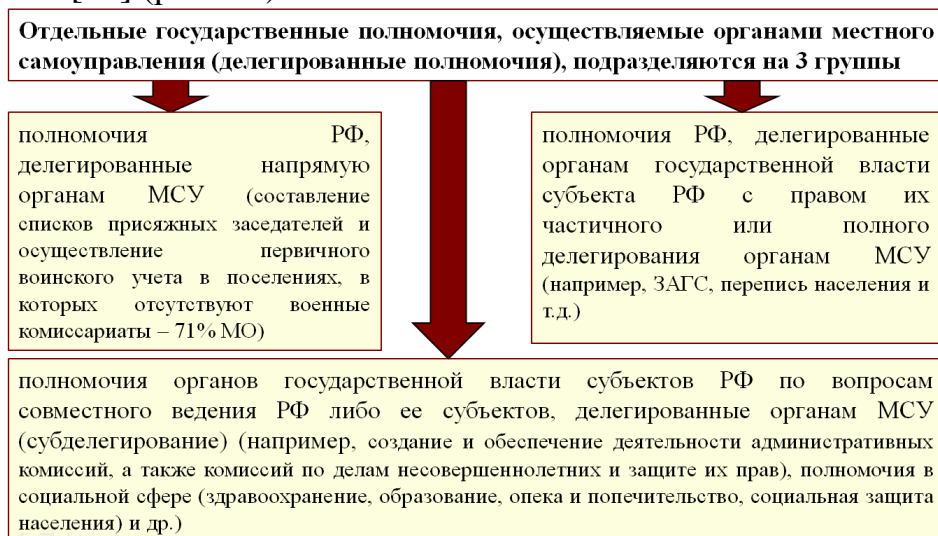 Отдельные государственные полномочия, осуществляемые органами местного
самоуправления (делегированные полномочия), подразделяются на 3 группы
полномочия РФ,
делегированные напрямую
органам МСУ (составление
списков присяжных заседателей и
осуществление первичного
воинского учета в поселениях, в
которых отсутствуют военные
комиссариаты – 71% МО)
полномочия РФ, делегированные
органам государственной власти
субъекта РФ с правом их
частичного или полного
делегирования органам МСУ
(например, ЗАГС, перепись населения и
т.д.)
полномочия органов государственной власти субъектов РФ по вопросам
совместного ведения РФ либо ее субъектов, делегированные органам МСУ
(субделегирование) (например, создание и обеспечение деятельности административных
комиссий, а также комиссий по делам несовершеннолетних и защите их прав), полномочия в
социальной сфере (здравоохранение, образование, опека и попечительство, социальная защита
населения) и др.)